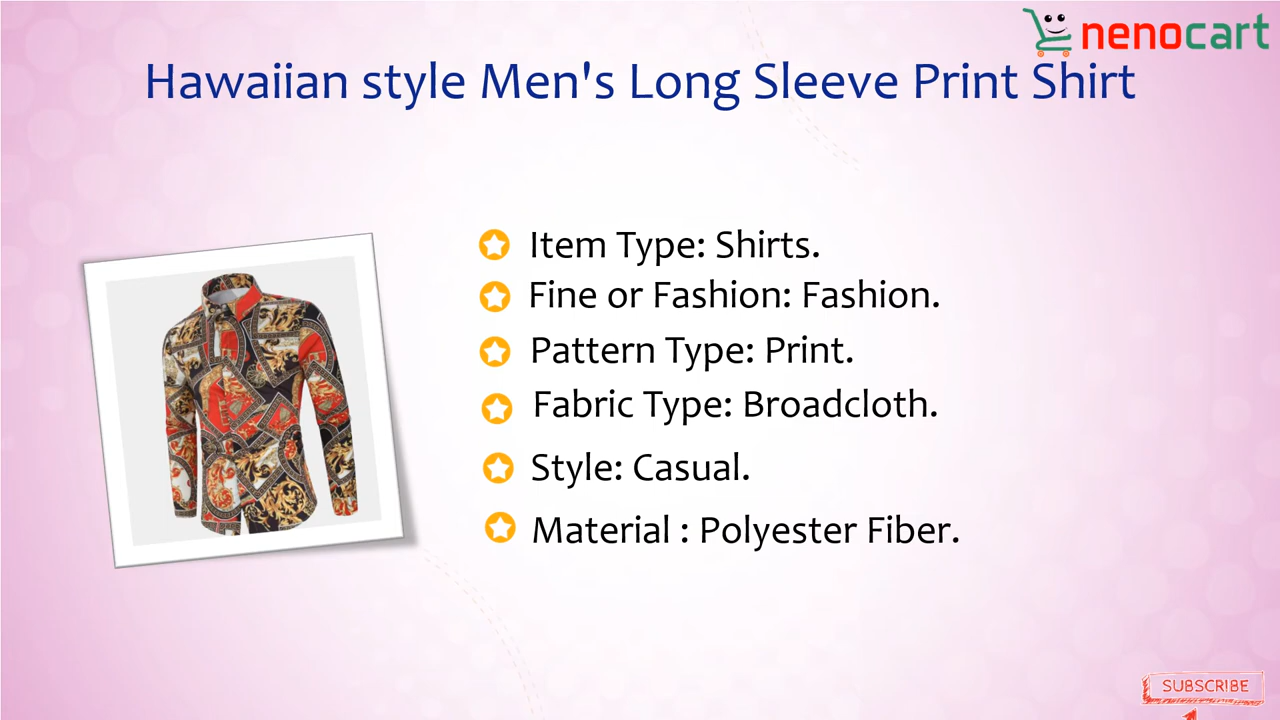 nenocart
Hawaiian style Men's Long Sleeve Print Shirt
Item Type: Shirts.
Fine or Fashion: Fashion.
Pattern Type: Print.
Fabric Type: Broadcloth.
Style: Casual.
Material : Polyester Fiber.
SUBSCRIBE